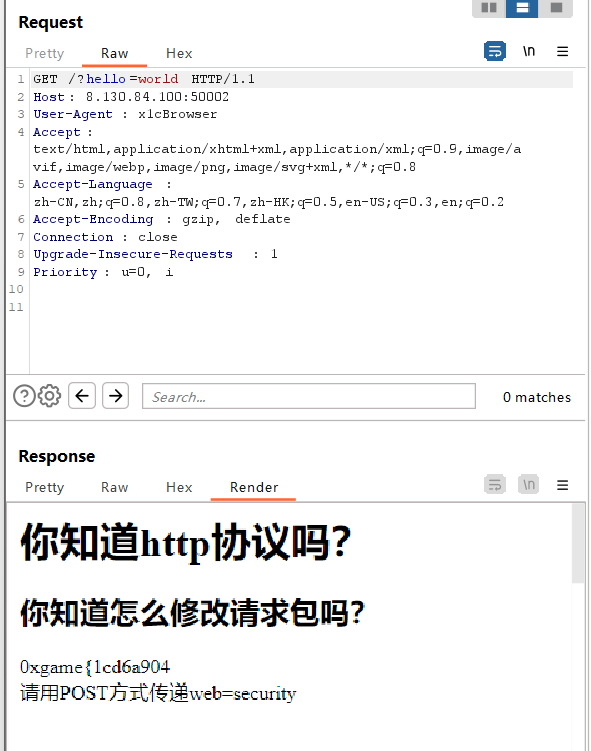 Request
Pretty Raw Hex
\n
1 GET /?hello=world HTTP/1.1
2 Host: 8.130.84.100:50002
3 User-Agent: x1cBrowser
4 Accept:
text/html,application/xhtml+xml,application/xml;q=0.9,image/a
vif,image/webp,image/png,image/svg+xml,*/*;q=0.8
5 Accept-Language:
zh-CN,zh;q=0.8,zh-TW;q=0.7,zh-HK;q=0.5,en-US;q=0.3,en;q=0.2
6 Accept-Encoding: gzip, deflate
7 Connection: close
8 Upgrade-Insecure-Requests: 1
9 Priority: u=0, i
10
11
Search...
0 matches
Response
Pretty Raw Hex Render
\n
你知道http协议吗？
你知道怎么修改请求包吗？
0xgame{1cd6a904
请用POST方式传递web=security